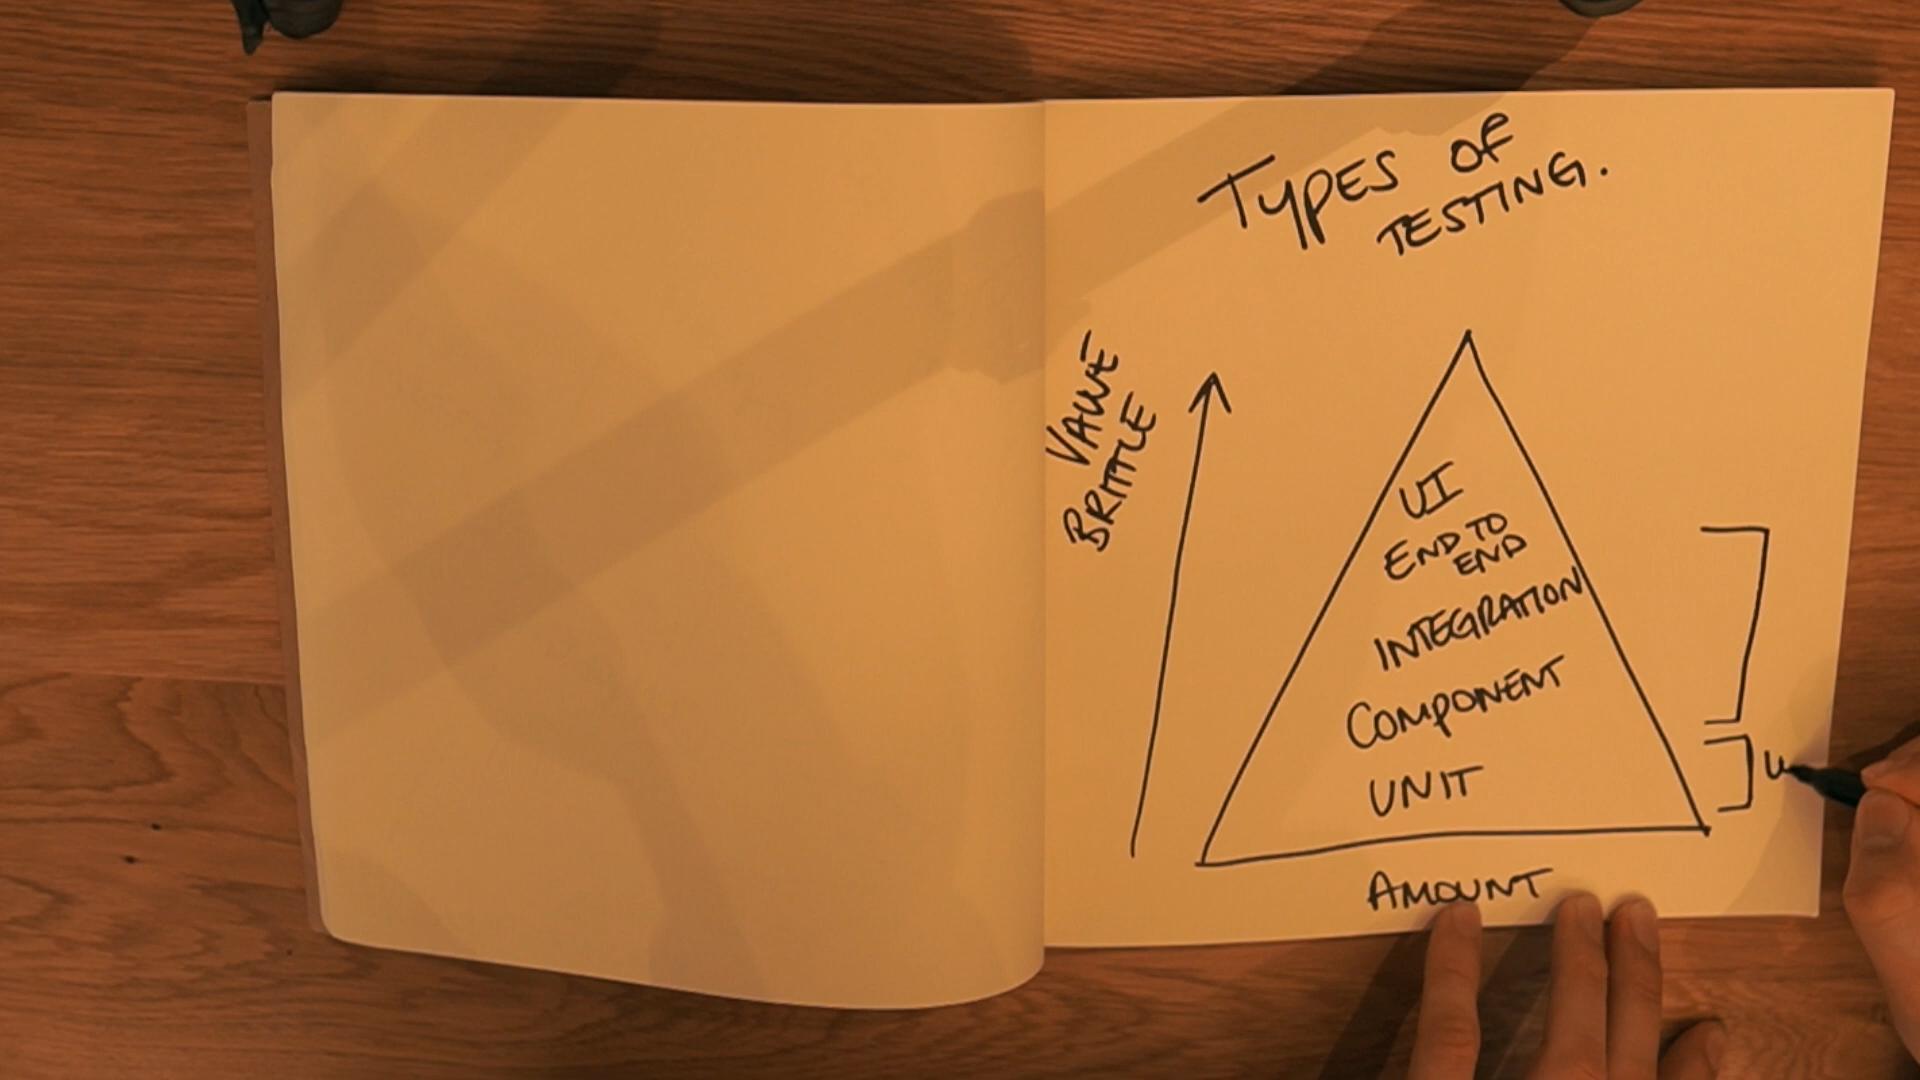 TYPES OF
TESTING.
VALUE
BRITTLE
UI
END TO
END
INTEGRATION
COMPONENT
UNIT
AMOUNT